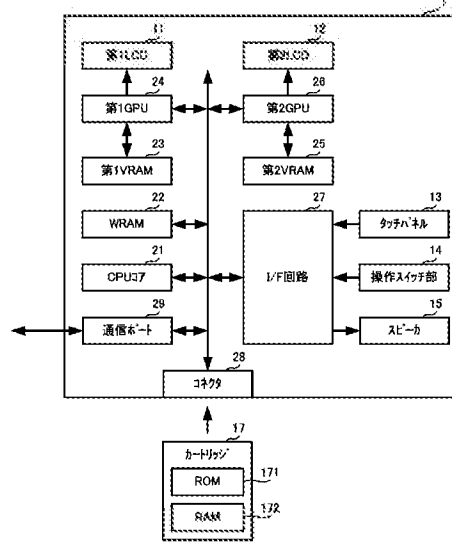 11
12
第1LCD
第2LCD
24
26
第1GPU
第2GPU
23
25
第1VRAM
第2VRAM
22
27
13
WRAM
タッチパネル
21
14
CPUコア
I/F回路
操作スイッチ部
29
15
通信ポート
スピーカ
28
コネクタ
17
カートリッジ
171
ROM
172
RAM